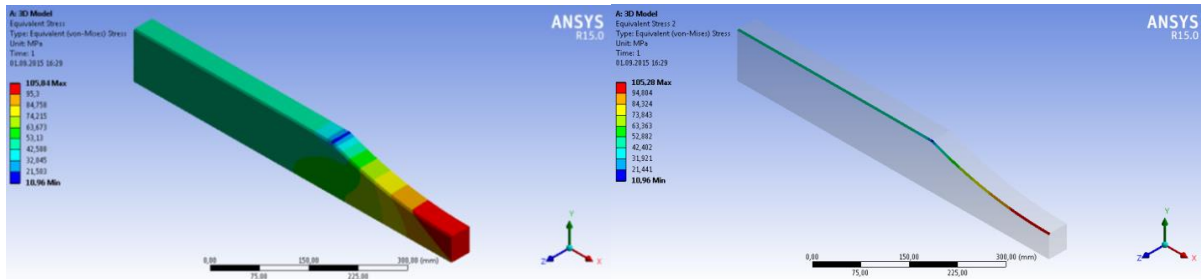 A: 3D Model
Equivalent Stress
Type: Equivalent (von-Mises) Stress
Unit: MPa
Time: 1
01.09.2015 16:29
105,84 Max
95,3
84,758
74,215
63,673
53,13
42,588
32,045
21,503
10,96 Min
ANSYS
R15.0
0,00
150,00
300,00 (mm)
75,00
225,00
Y
Z
X
A: 3D Model
Equivalent Stress 2
Type: Equivalent (von-Mises) Stress
Unit: MPa
Time: 1
01.09.2015 16:29
105,28 Max
94,804
84,324
73,843
63,363
52,882
42,402
31,921
21,441
10,96 Min
ANSYS
R15.0
0,00
150,00
300,00 (mm)
75,00
225,00
Y
Z
X